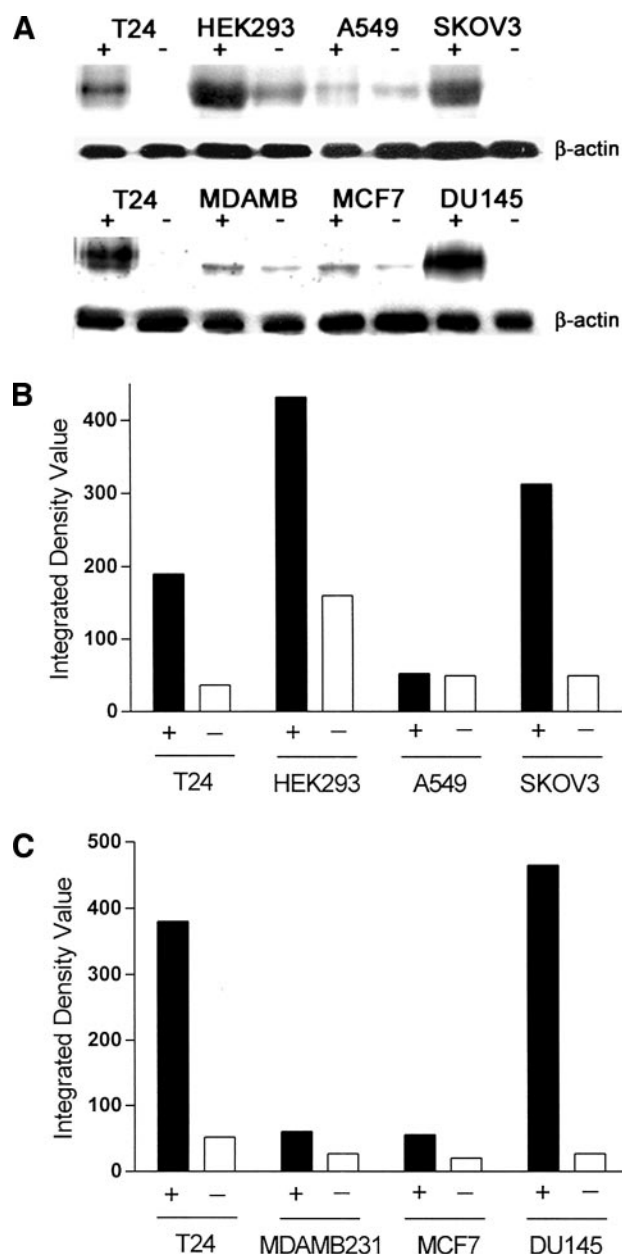 A
T24 HEK293 A549 SKOV3
+ - + - + - + -
β-actin
T24 MDAMB MCF7 DU145
+ - + - + - + -
β-actin
B
Integrated Density Value
400
300
200
100
0
+ − + − + − + −
T24 HEK293 A549 SKOV3
C
Integrated Density Value
500
400
300
200
100
0
+ − + − + − + −
T24 MDAMB231 MCF7 DU145